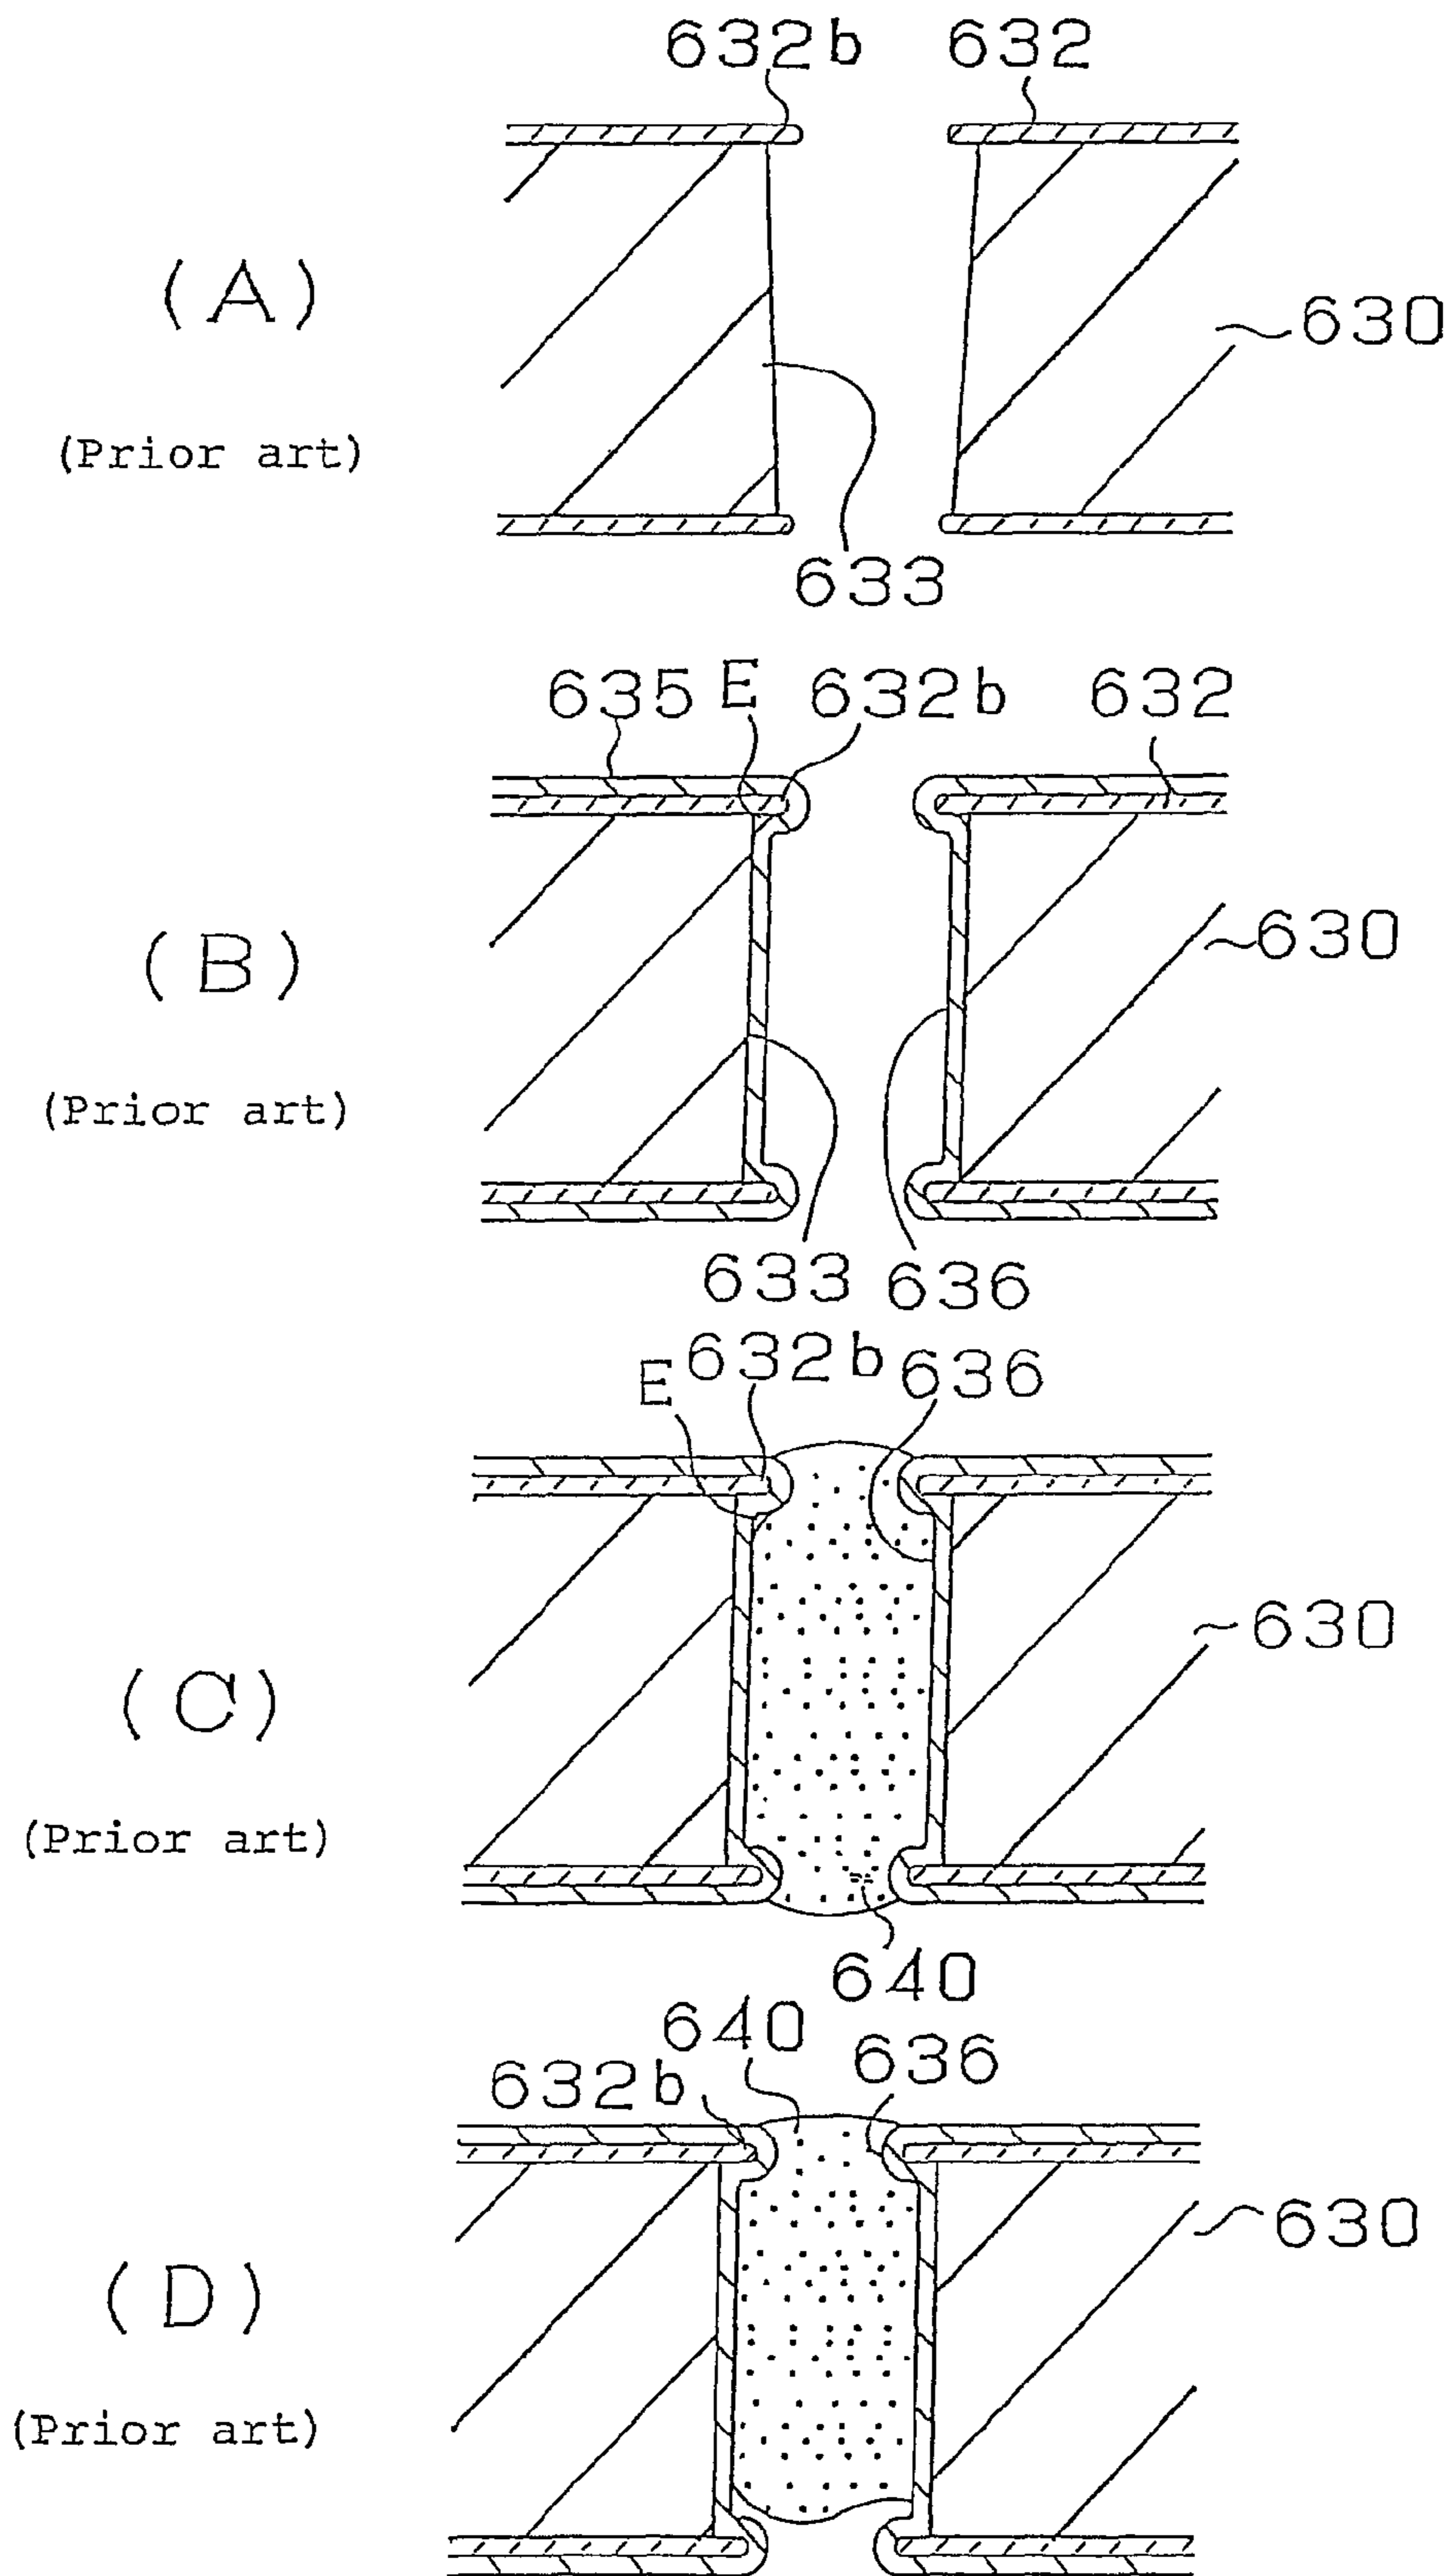 632b 632
(A)
630
(Prior art)
633
635 E 632b 632
(B)
630
(Prior art)
633 636
E 632b 636
630
(C)
(Prior art)
640
640
632b 636
630
(D)
(Prior art)